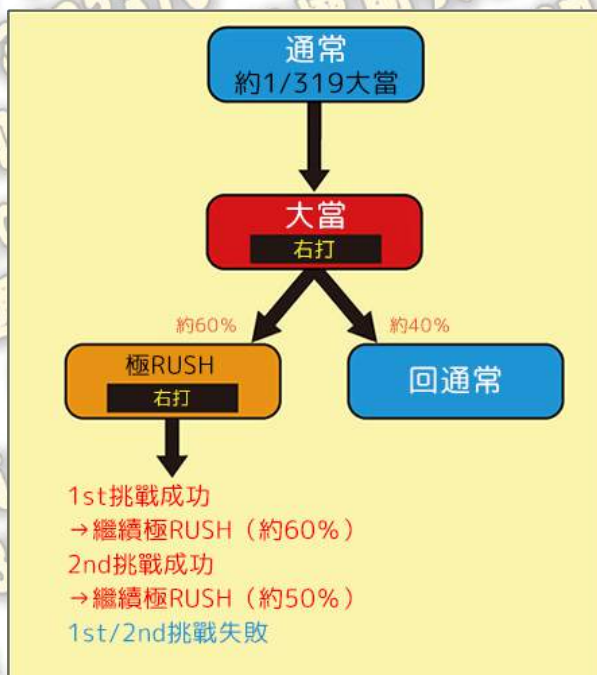 通常
約1/319大當
大當
右打
約60%
約40%
極RUSH
右打
回通常
1st挑戰成功
→繼續極RUSH（約60%）
2nd挑戰成功
→繼續極RUSH（約50%）
1st/2nd挑戰失敗